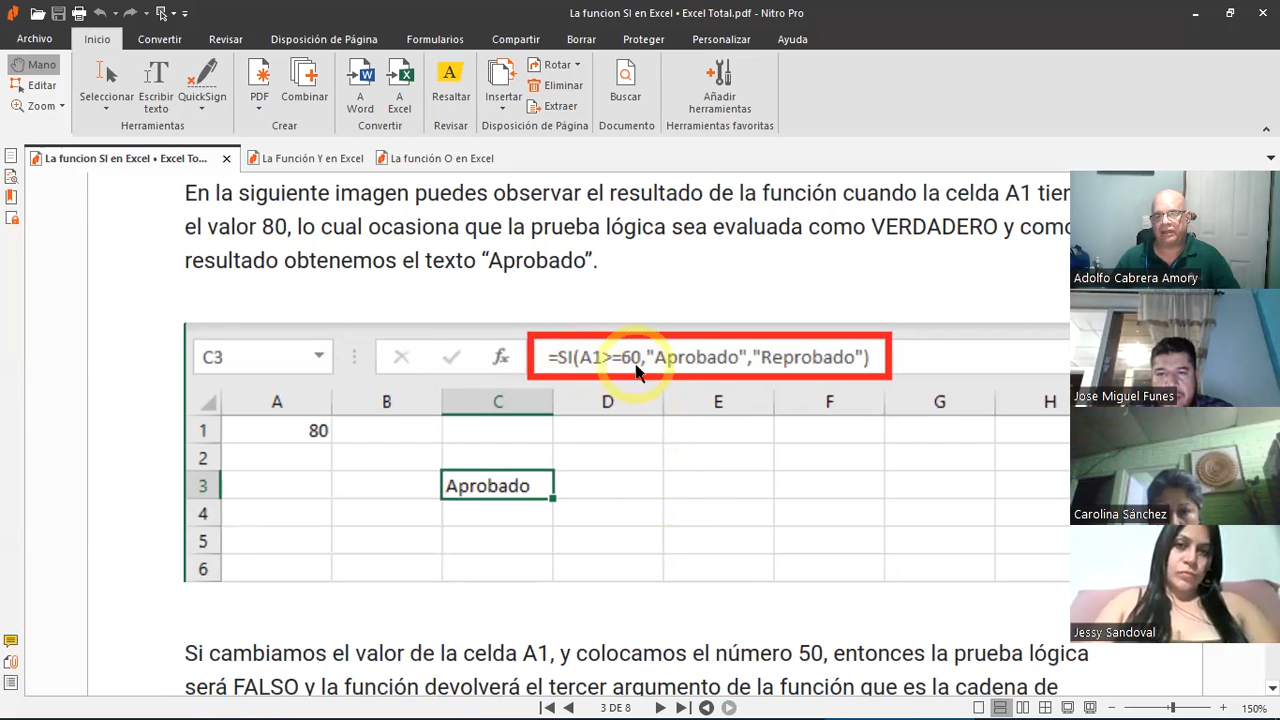 La funcion SI en Excel • Excel Total.pdf - Nitro Pro
Archivo Inicio Convertir Revisar Disposición de Página Formularios Compartir Borrar Proteger Personalizar Ayuda
Mano
Editar
Zoom
Seleccionar
Escribir texto
QuickSign
Herramientas
PDF
Combinar
Crear
A Word
A Excel
Convertir
Resaltar
Revisar
Insertar
Rotar
Eliminar
Extraer
Disposición de Página
Buscar
Documento
Añadir herramientas
Herramientas favoritas
La funcion SI en Excel • Excel To... La Función Y en Excel La función O en Excel
En la siguiente imagen puedes observar el resultado de la función cuando la celda A1 tien
el valor 80, lo cual ocasiona que la prueba lógica sea evaluada como VERDADERO y como
resultado obtenemos el texto “Aprobado”.
C3 fx =SI(A1>=60,"Aprobado","Reprobado")
A B C D E F G H
1 80
2
3 Aprobado
4
5
6
Si cambiamos el valor de la celda A1, y colocamos el número 50, entonces la prueba lógica
será FALSO y la función devolverá el tercer argumento de la función que es la cadena de
Adolfo Cabrera Amory
Jose Miguel Funes
Carolina Sánchez
Jessy Sandoval
3 DE 8
150%